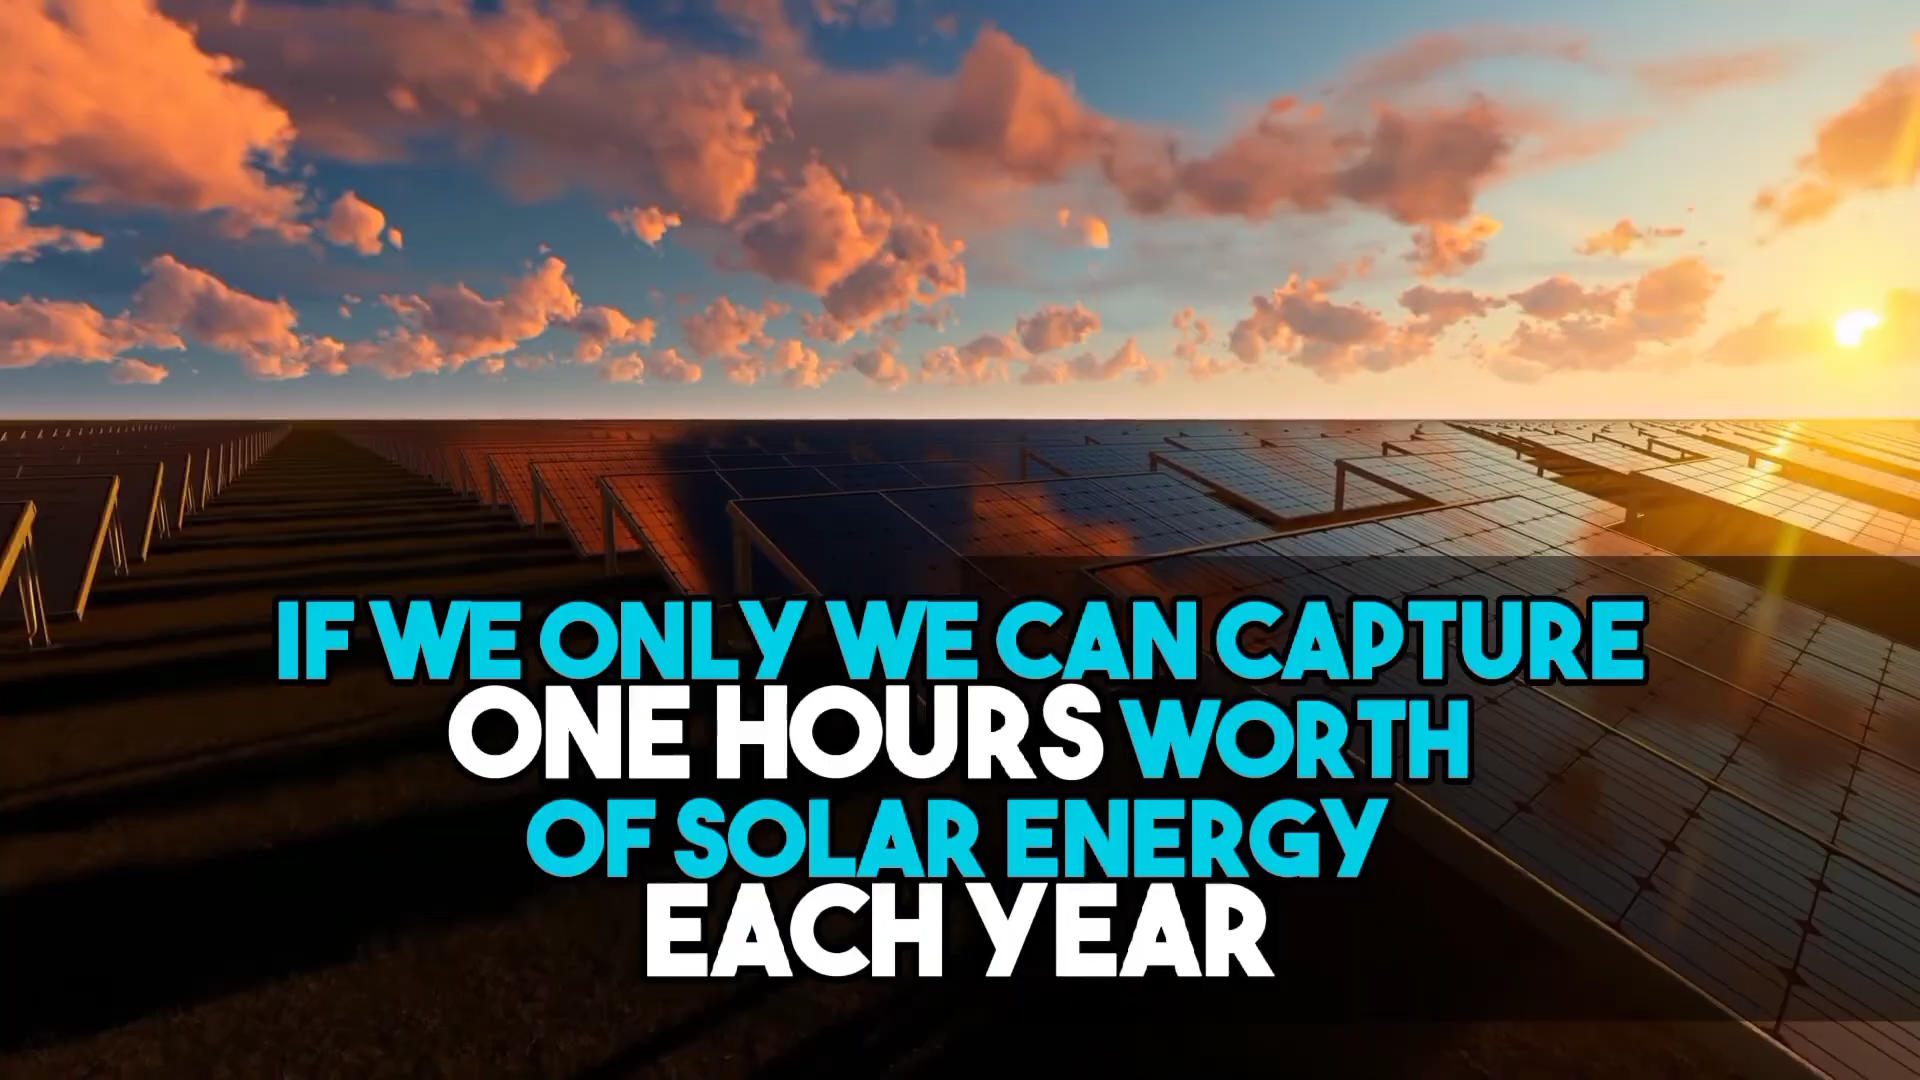 IF WE ONLY WE CAN CAPTURE
ONE HOURS WORTH
OF SOLAR ENERGY
EACH YEAR